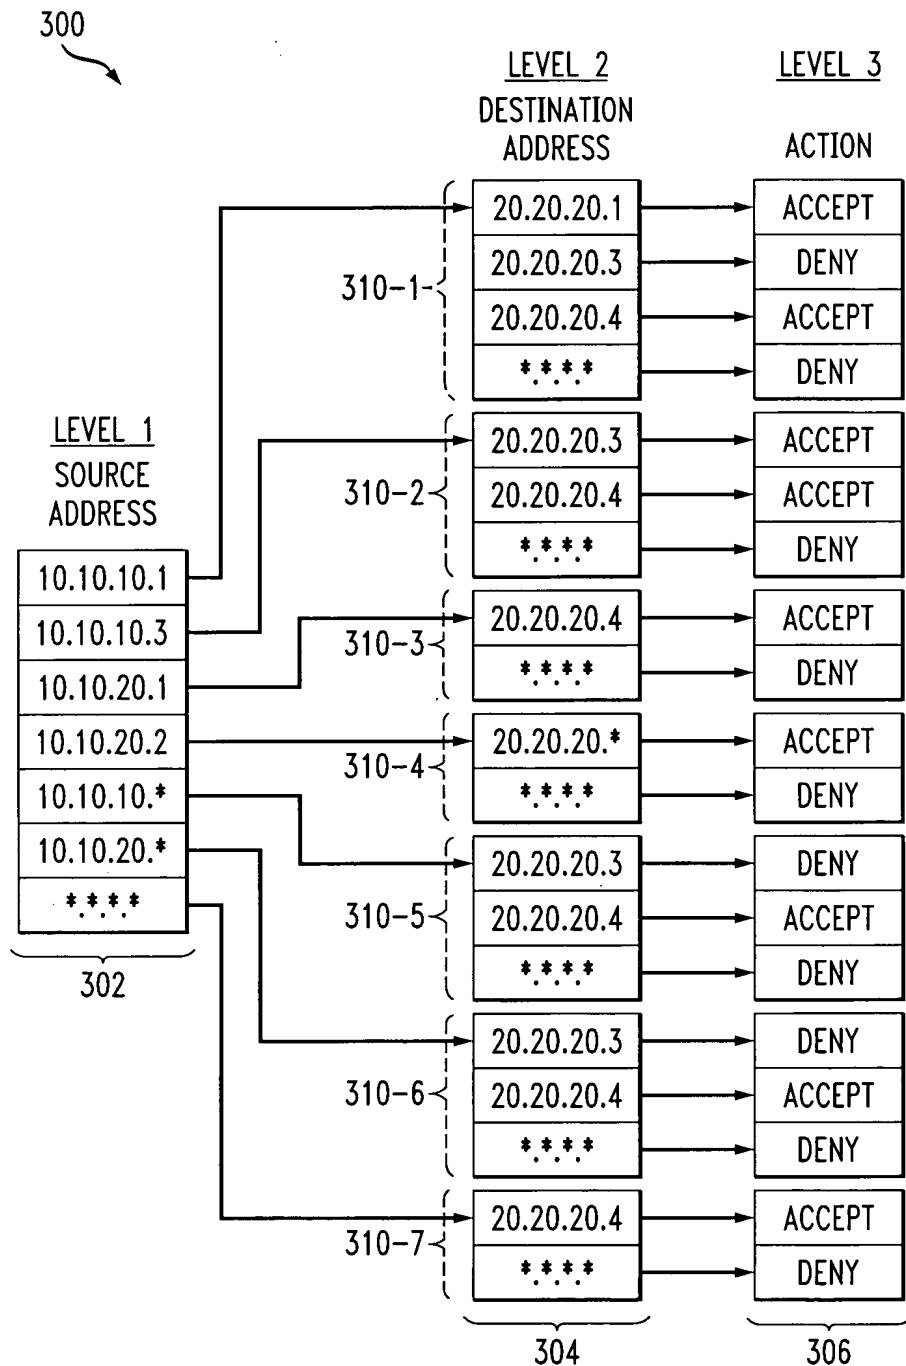 300
LEVEL 2
DESTINATION
ADDRESS
LEVEL 3
ACTION
310-1
20.20.20.1
ACCEPT
20.20.20.3
DENY
20.20.20.4
ACCEPT
*.*.*.*
DENY
LEVEL 1
SOURCE
ADDRESS
10.10.10.1
10.10.10.3
10.10.20.1
10.10.20.2
10.10.10.*
10.10.20.*
*.*.*.*
302
310-2
20.20.20.3
ACCEPT
20.20.20.4
ACCEPT
*.*.*.*
DENY
310-3
20.20.20.4
ACCEPT
*.*.*.*
DENY
310-4
20.20.20.*
ACCEPT
*.*.*.*
DENY
310-5
20.20.20.3
DENY
20.20.20.4
ACCEPT
*.*.*.*
DENY
310-6
20.20.20.3
DENY
20.20.20.4
ACCEPT
*.*.*.*
DENY
310-7
20.20.20.4
ACCEPT
*.*.*.*
DENY
304
306